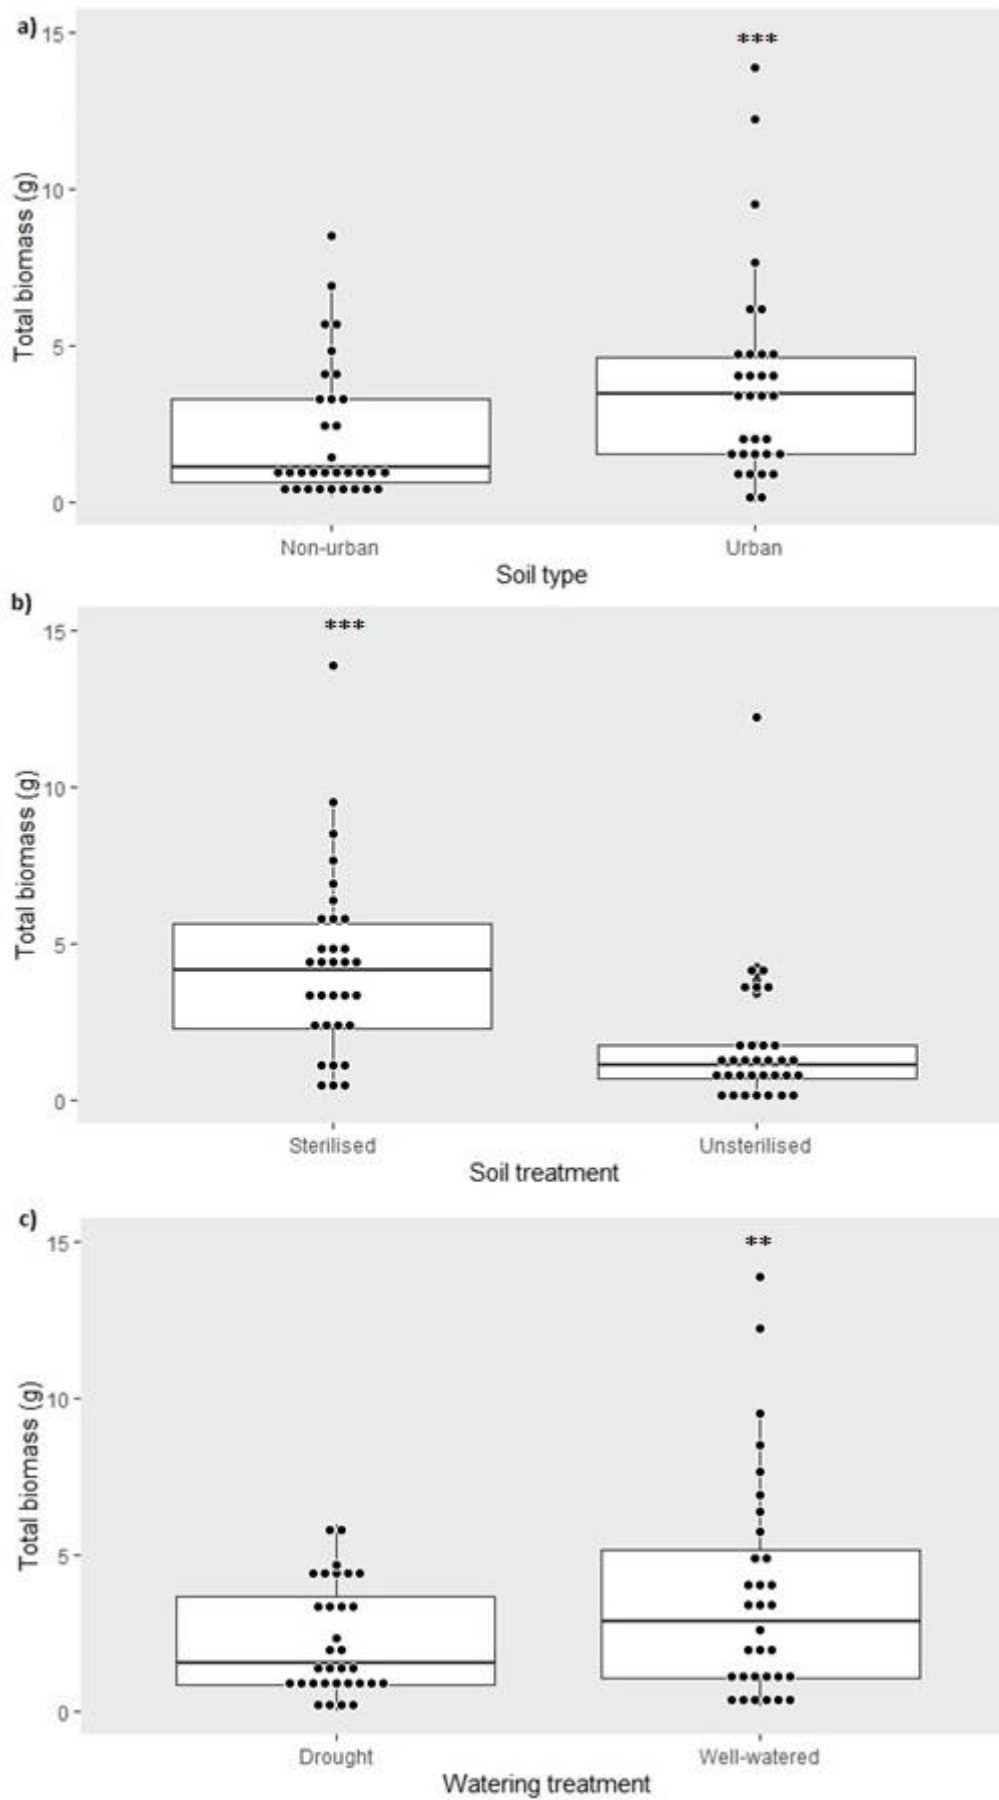 a)
15
***
10
5
0
Total biomass (g)
Non-urban
Urban
Soil type
b)
15
***
10
5
0
Total biomass (g)
Sterilised
Unsterilised
Soil treatment
c)
15
**
10
5
0
Total biomass (g)
Drought
Well-watered
Watering treatment